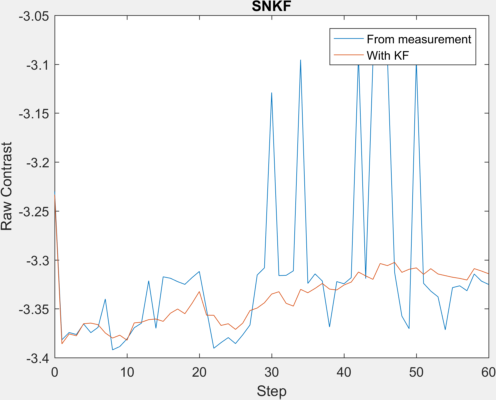 SNKF
-3.05
-3.1
-3.15
-3.2
-3.25
-3.3
-3.35
-3.4
Raw Contrast
From measurement
With KF
0 10 20 30 40 50 60
Step